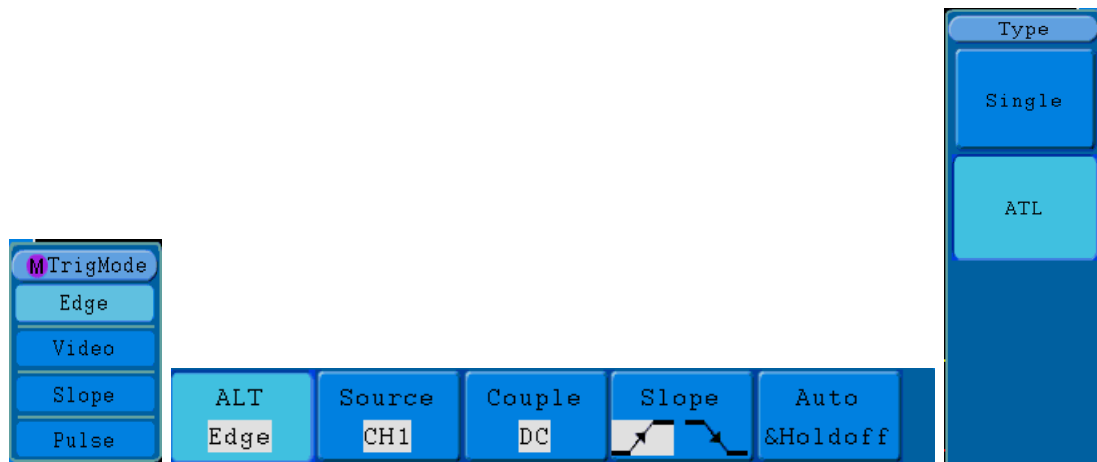 MTrigMode
Edge
Video
Slope
Pulse
ALT
Edge
Source
CH1
Couple
DC
Slope
Auto
&Holdoff
Type
Single
ATL